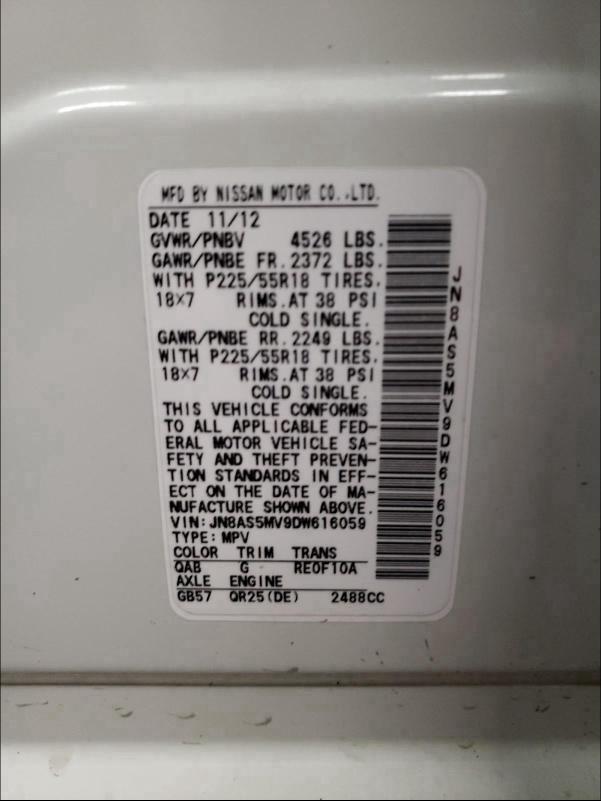 MFD BY NISSAN MOTOR CO.,LTD.
DATE 11/12
GVWR/PNBV 4526 LBS.
GAWR/PNBE FR. 2372 LBS.
WITH P225/55R18 TIRES.
18×7 RIMS.AT 38 PSI
COLD SINGLE.
GAWR/PNBE RR. 2249 LBS.
WITH P225/55R18 TIRES.
18×7 RIMS.AT 38 PSI
COLD SINGLE.
THIS VEHICLE CONFORMS
TO ALL APPLICABLE FED-
ERAL MOTOR VEHICLE SA-
FETY AND THEFT PREVEN-
TION STANDARDS IN EFF-
ECT ON THE DATE OF MA-
NUFACTURE SHOWN ABOVE.
VIN:JN8AS5MV9DW616059
TYPE:MPV
COLOR TRIM TRANS
QAB G RE0F10A
AXLE ENGINE
GB57 QR25(DE) 2488CC
JN8AS5MV9DW616059